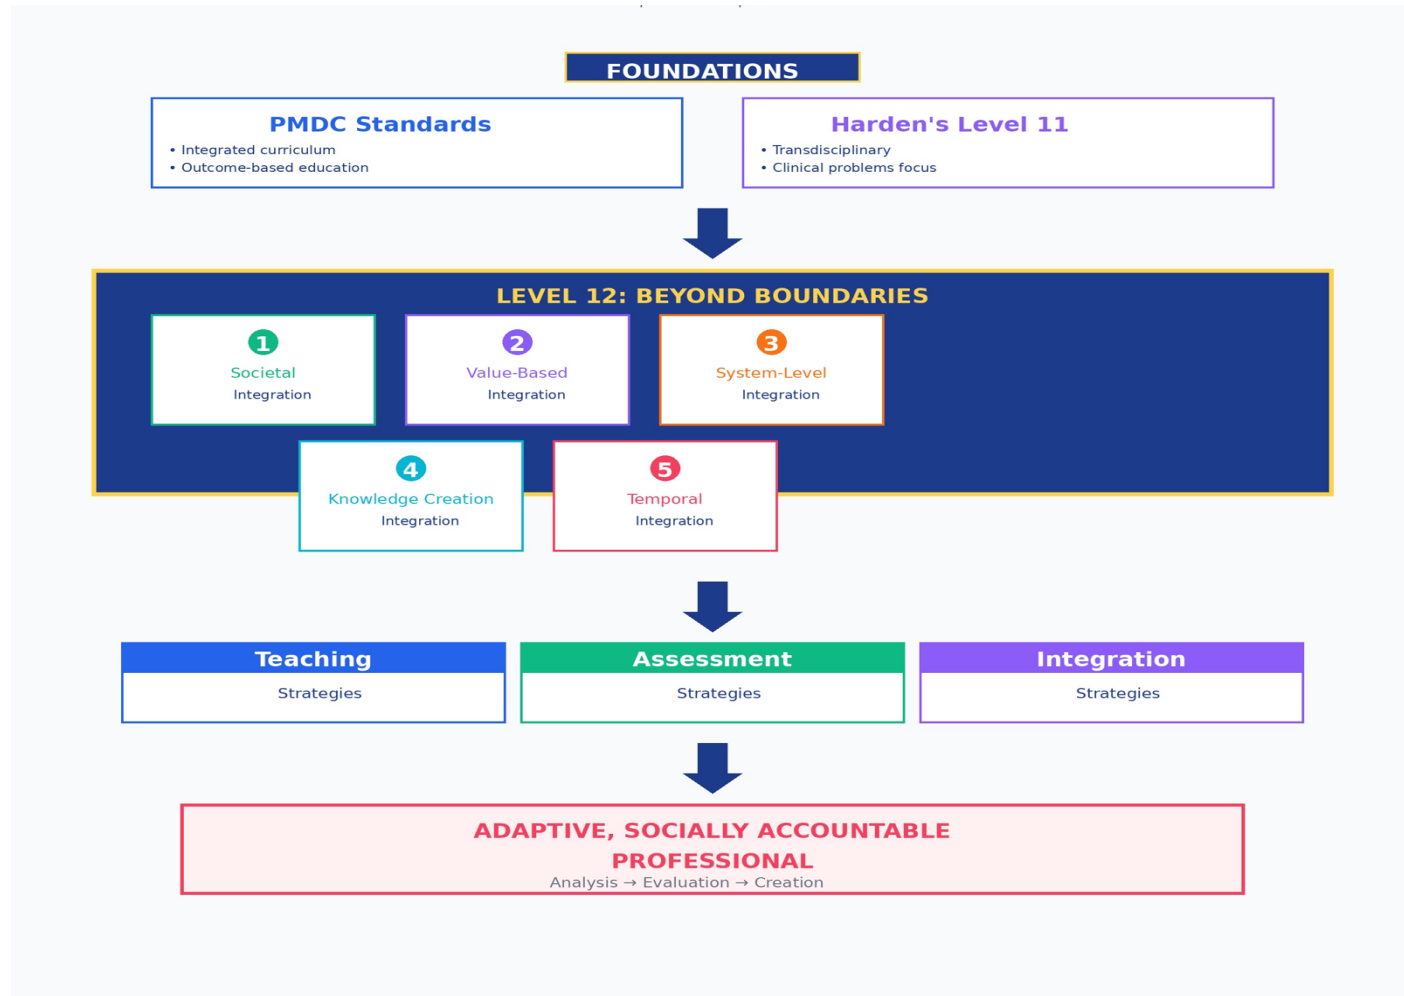 FOUNDATIONS
PMDC Standards
• Integrated curriculum
• Outcome-based education
Harden's Level 11
• Transdisciplinary
• Clinical problems focus
LEVEL 12: BEYOND BOUNDARIES
1
Societal
Integration
2
Value-Based
Integration
3
System-Level
Integration
4
Knowledge Creation
Integration
5
Temporal
Integration
Teaching
Strategies
Assessment
Strategies
Integration
Strategies
ADAPTIVE, SOCIALLY ACCOUNTABLE
PROFESSIONAL
Analysis → Evaluation → Creation